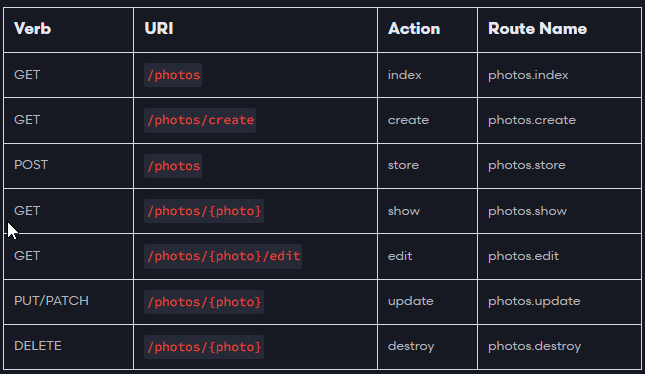 Verb URI Action Route Name
GET /photos index photos.index
GET /photos/create create photos.create
POST /photos store photos.store
GET /photos/{photo} show photos.show
GET /photos/{photo}/edit edit photos.edit
PUT/PATCH /photos/{photo} update photos.update
DELETE /photos/{photo} destroy photos.destroy